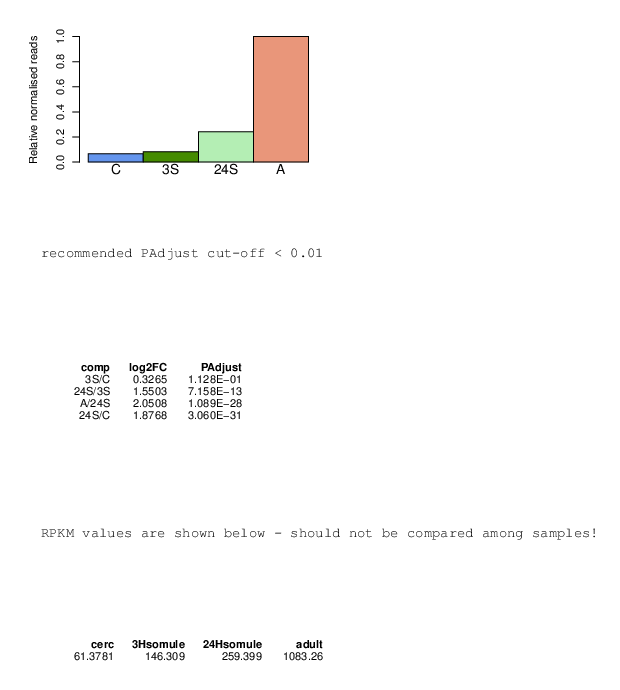 Relative normalised reads
1.0
0.8
0.6
0.4
0.2
0.0
C 3S 24S A
recommended PAdjust cut-off < 0.01
comp log2FC PAdjust
3S/C 0.3265 1.128E−01
24S/3S 1.5503 7.158E−13
A/24S 2.0508 1.089E−28
24S/C 1.8768 3.060E−31
RPKM values are shown below - should not be compared among samples!
cerc 3Hsomule 24Hsomule adult
61.3781 146.309 259.399 1083.26